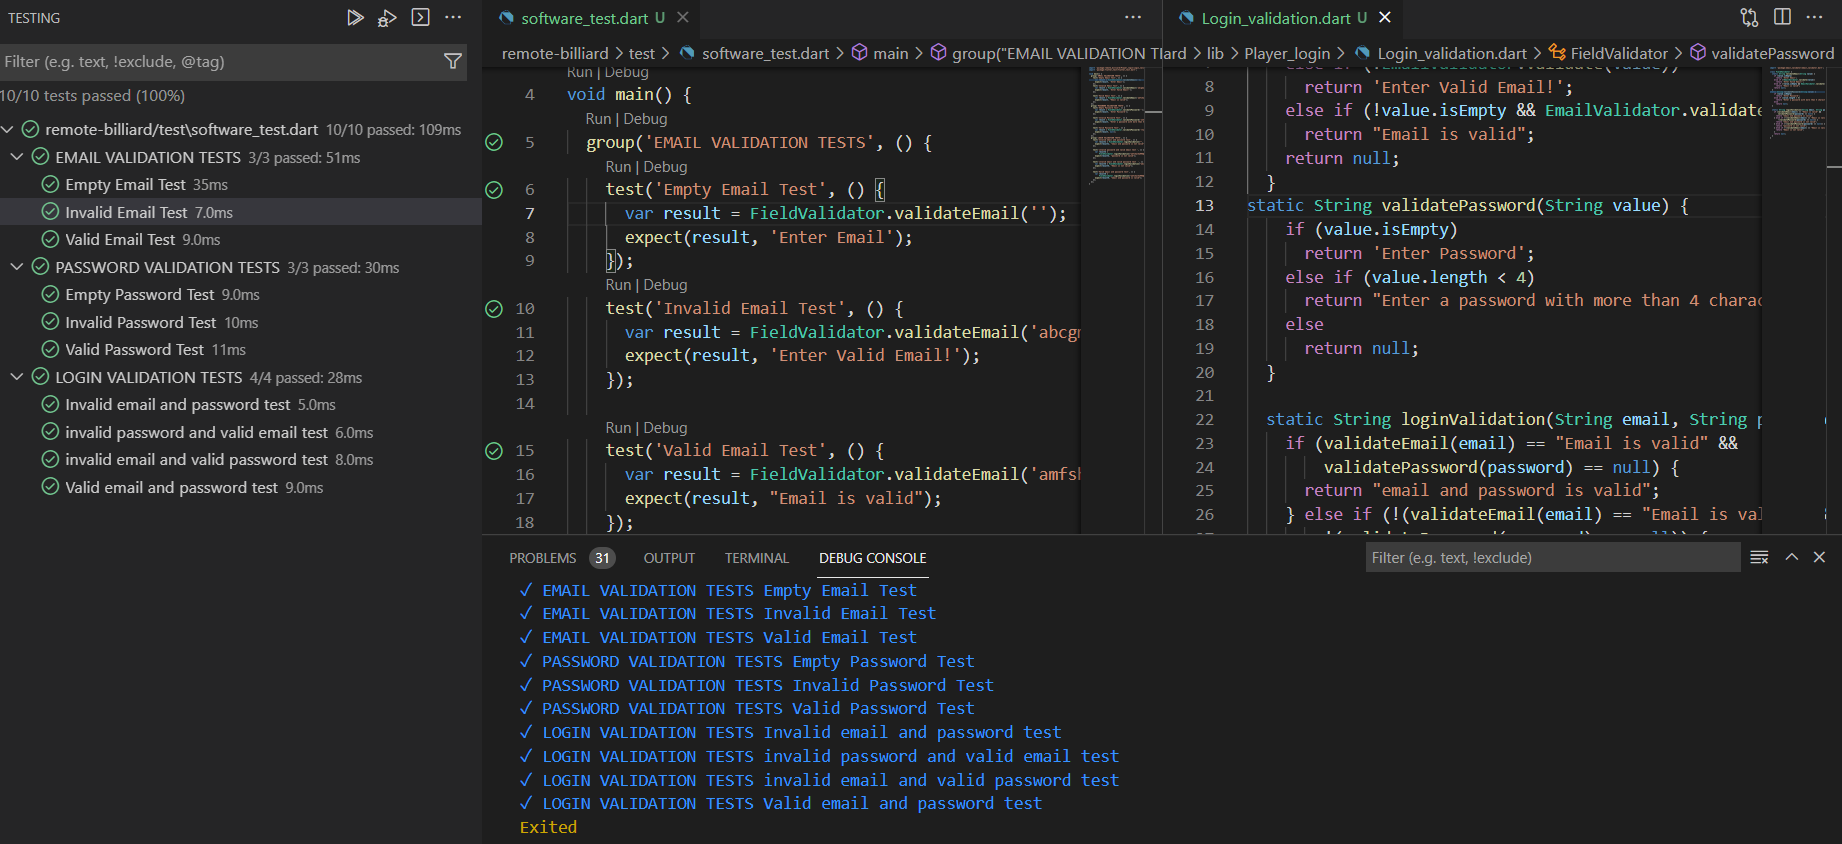 TESTING
Filter (e.g. text, !exclude, @tag)
10/10 tests passed (100%)
remote-billiard/test\software_test.dart 10/10 passed: 109ms
EMAIL VALIDATION TESTS 3/3 passed: 51ms
Empty Email Test 35ms
Invalid Email Test 7.0ms
Valid Email Test 9.0ms
PASSWORD VALIDATION TESTS 3/3 passed: 30ms
Empty Password Test 9.0ms
Invalid Password Test 10ms
Valid Password Test 11ms
LOGIN VALIDATION TESTS 4/4 passed: 28ms
Invalid email and password test 5.0ms
invalid password and valid email test 6.0ms
invalid email and valid password test 8.0ms
Valid email and password test 9.0ms
software_test.dart U
remote-billiard > test > software_test.dart > main > group("EMAIL VALIDATION T
Run | Debug
4 void main() {
Run | Debug
5 group('EMAIL VALIDATION TESTS', () {
Run | Debug
6 test('Empty Email Test', () {
7 var result = FieldValidator.validateEmail('');
8 expect(result, 'Enter Email');
9 });
Run | Debug
10 test('Invalid Email Test', () {
11 var result = FieldValidator.validateEmail('abcg
12 expect(result, 'Enter Valid Email!');
13 });
14
Run | Debug
15 test('Valid Email Test', () {
16 var result = FieldValidator.validateEmail('amfsh
17 expect(result, "Email is valid");
18 });
Login_validation.dart U
lard > lib > Player_login > Login_validation.dart > FieldValidator > validatePassword
else if (!EmailValidator.validate(value))
8 return 'Enter Valid Email!';
9 else if (!value.isEmpty && EmailValidator.validate
10 return "Email is valid";
11 return null;
12 }
13 static String validatePassword(String value) {
14 if (value.isEmpty)
15 return 'Enter Password';
16 else if (value.length < 4)
17 return "Enter a password with more than 4 charac
18 else
19 return null;
20 }
21
22 static String loginValidation(String email, String p
23 if (validateEmail(email) == "Email is valid" &&
24 validatePassword(password) == null) {
25 return "email and password is valid";
26 } else if (!(validateEmail(email) == "Email is val
PROBLEMS 31 OUTPUT TERMINAL DEBUG CONSOLE
Filter (e.g. text, !exclude)
✓ EMAIL VALIDATION TESTS Empty Email Test
✓ EMAIL VALIDATION TESTS Invalid Email Test
✓ EMAIL VALIDATION TESTS Valid Email Test
✓ PASSWORD VALIDATION TESTS Empty Password Test
✓ PASSWORD VALIDATION TESTS Invalid Password Test
✓ PASSWORD VALIDATION TESTS Valid Password Test
✓ LOGIN VALIDATION TESTS Invalid email and password test
✓ LOGIN VALIDATION TESTS invalid password and valid email test
✓ LOGIN VALIDATION TESTS invalid email and valid password test
✓ LOGIN VALIDATION TESTS Valid email and password test
Exited